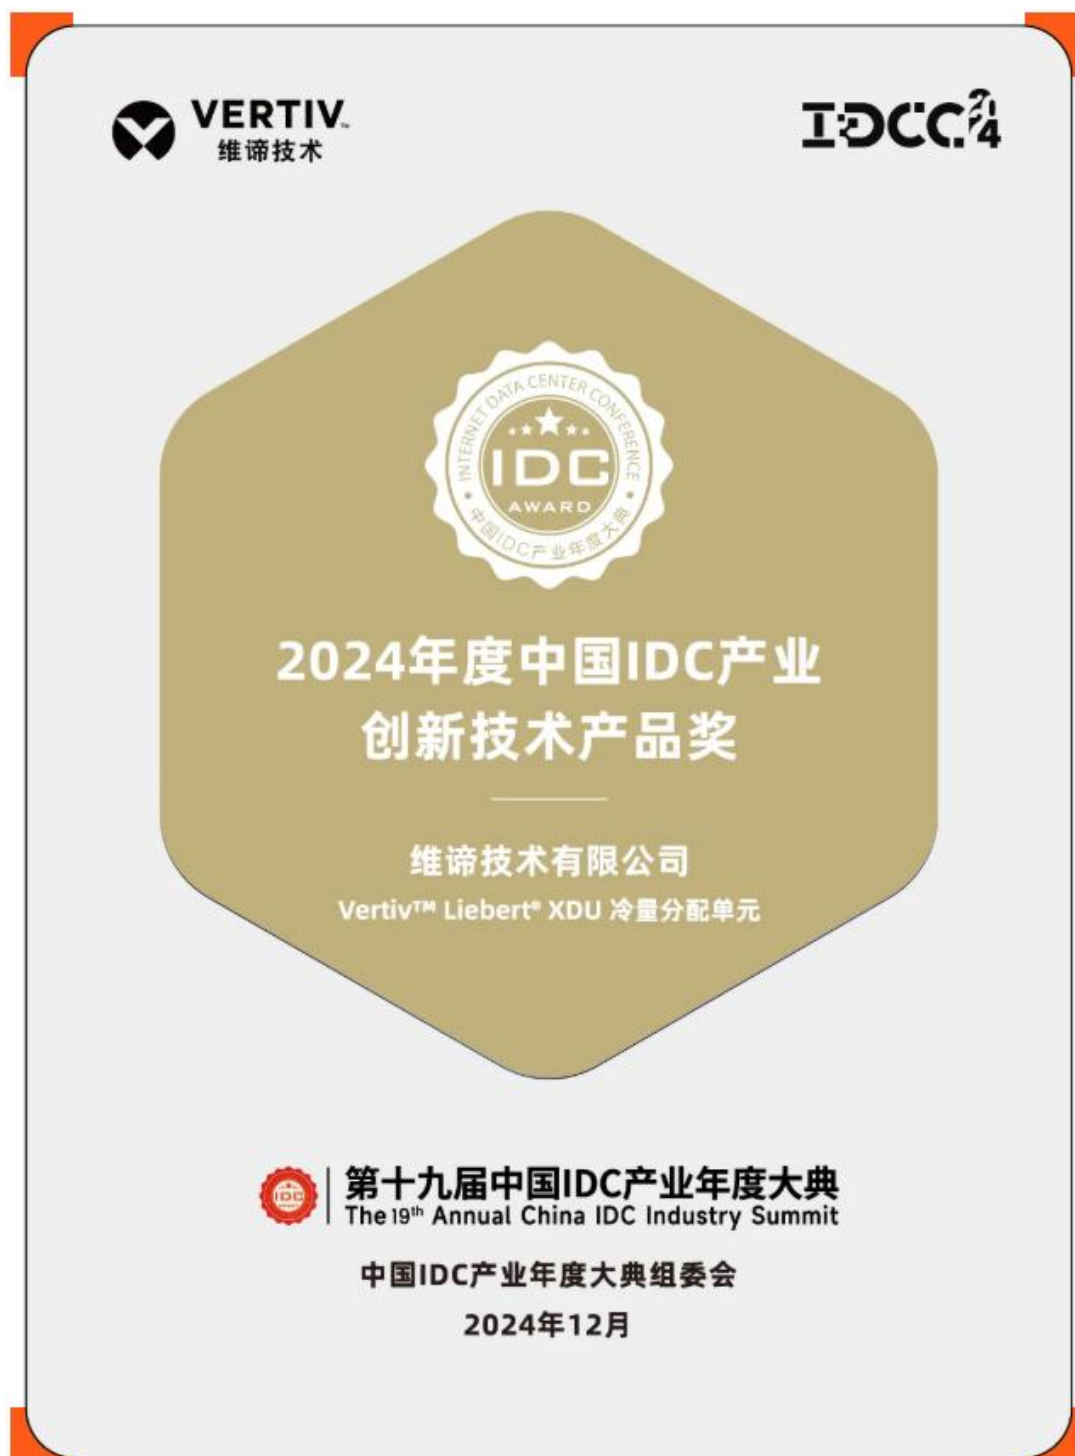 VERTIV™
维谛技术
IDCC 2024
INTERNET DATA CENTER CONFERENCE
IDC
AWARD
中国IDC产业年度大典
2024年度中国IDC产业
创新技术产品奖
维谛技术有限公司
Vertiv™ Liebert® XDU 冷量分配单元
IDC
第十九届中国IDC产业年度大典
The 19th Annual China IDC Industry Summit
中国IDC产业年度大典组委会
2024年12月